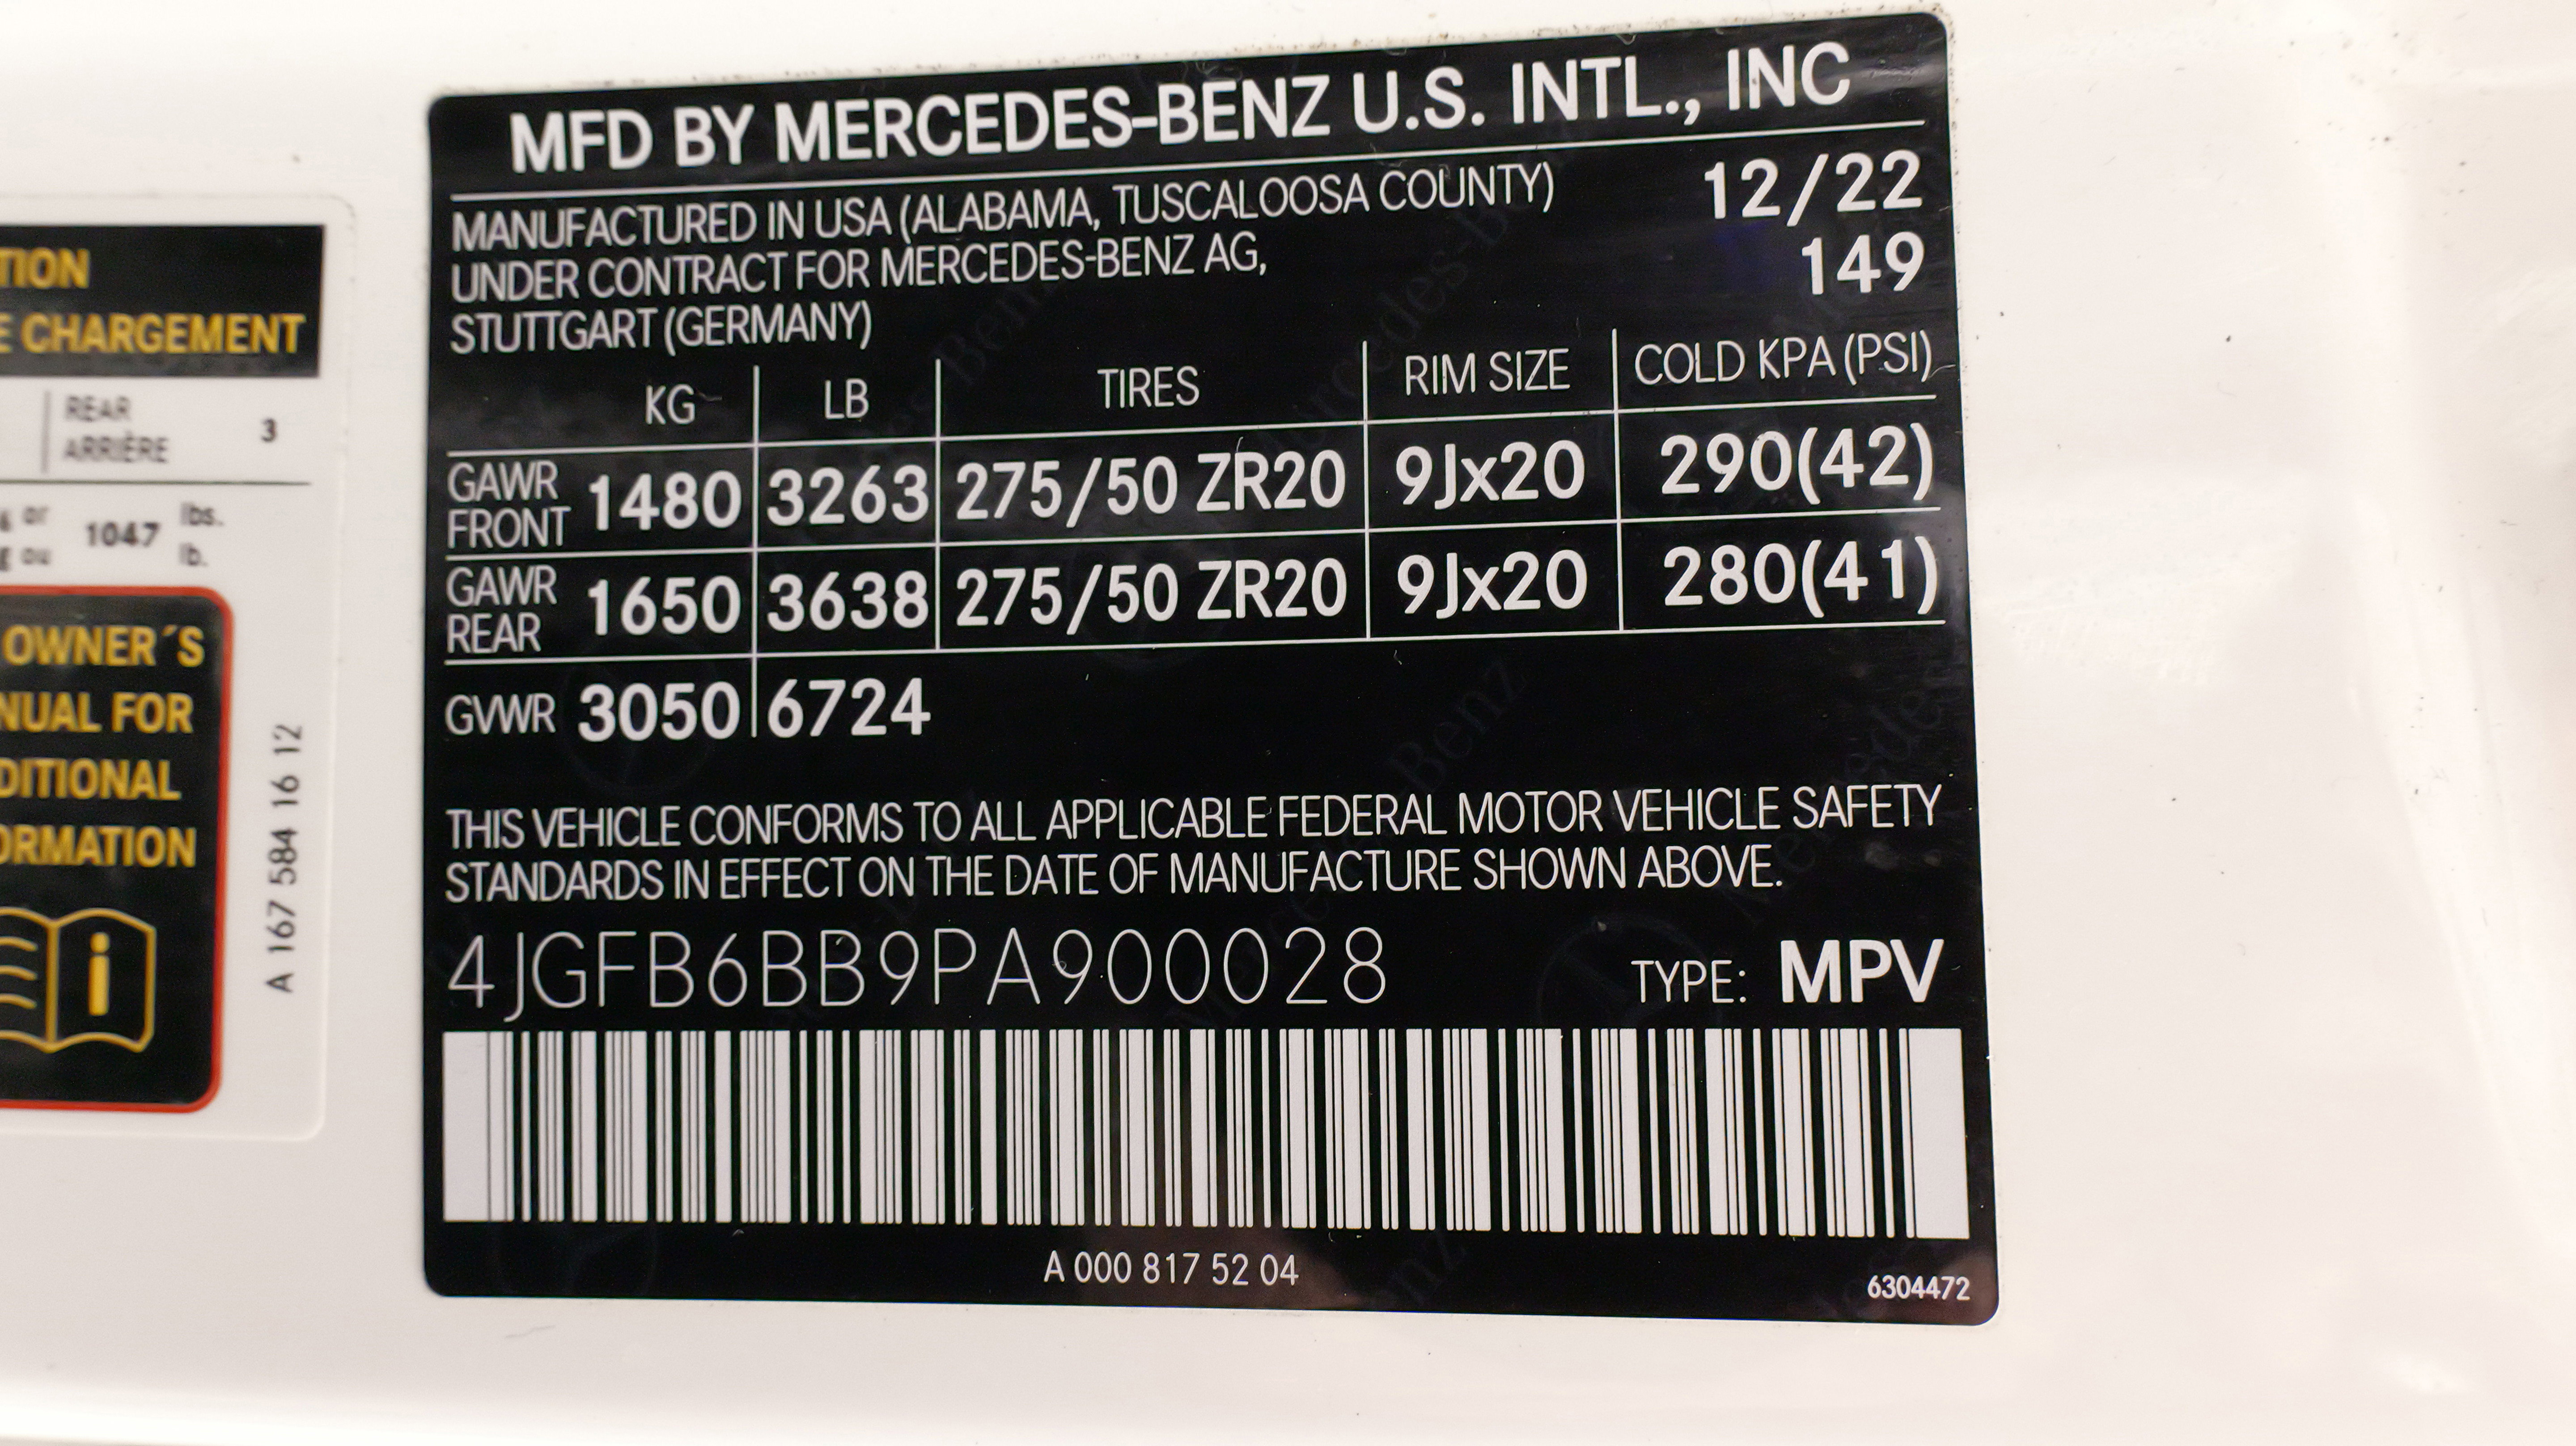 TION
E CHARGEMENT
REAR
ARRIÈRE
3
or
ou
1047
lbs.
lb.
OWNER´S
NUAL FOR
DITIONAL
ORMATION
i
A 167 584 16 12
MFD BY MERCEDES-BENZ U.S. INTL., INC
MANUFACTURED IN USA (ALABAMA, TUSCALOOSA COUNTY) 12/22
UNDER CONTRACT FOR MERCEDES-BENZ AG, 149
STUTTGART (GERMANY)
KG LB TIRES RIM SIZE COLD KPA (PSI)
GAWR FRONT 1480 3263 275/50 ZR20 9Jx20 290(42)
GAWR REAR 1650 3638 275/50 ZR20 9Jx20 280(41)
GVWR 3050 6724
THIS VEHICLE CONFORMS TO ALL APPLICABLE FEDERAL MOTOR VEHICLE SAFETY
STANDARDS IN EFFECT ON THE DATE OF MANUFACTURE SHOWN ABOVE.
4JGFB6BB9PA900028 TYPE: MPV
A 000 817 52 04
6304472